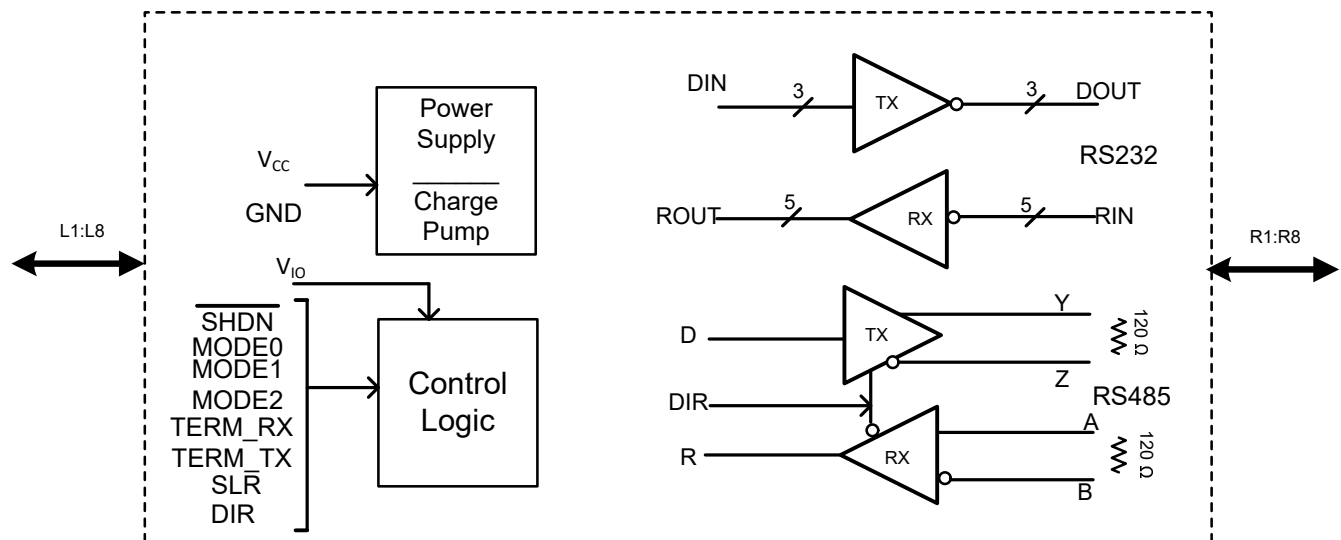 L1:L8
Power
Supply
Charge
Pump
V_CC
GND
V_IO
SHDN
MODE0
MODE1
MODE2
TERM_RX
TERM_TX
SLR
DIR
Control
Logic
DIN
3
TX
3
DOUT
RS232
ROUT
5
RX
5
RIN
D
TX
Y
Z
120 Ω
DIR
RS485
R
RX
A
B
120 Ω
R1:R8